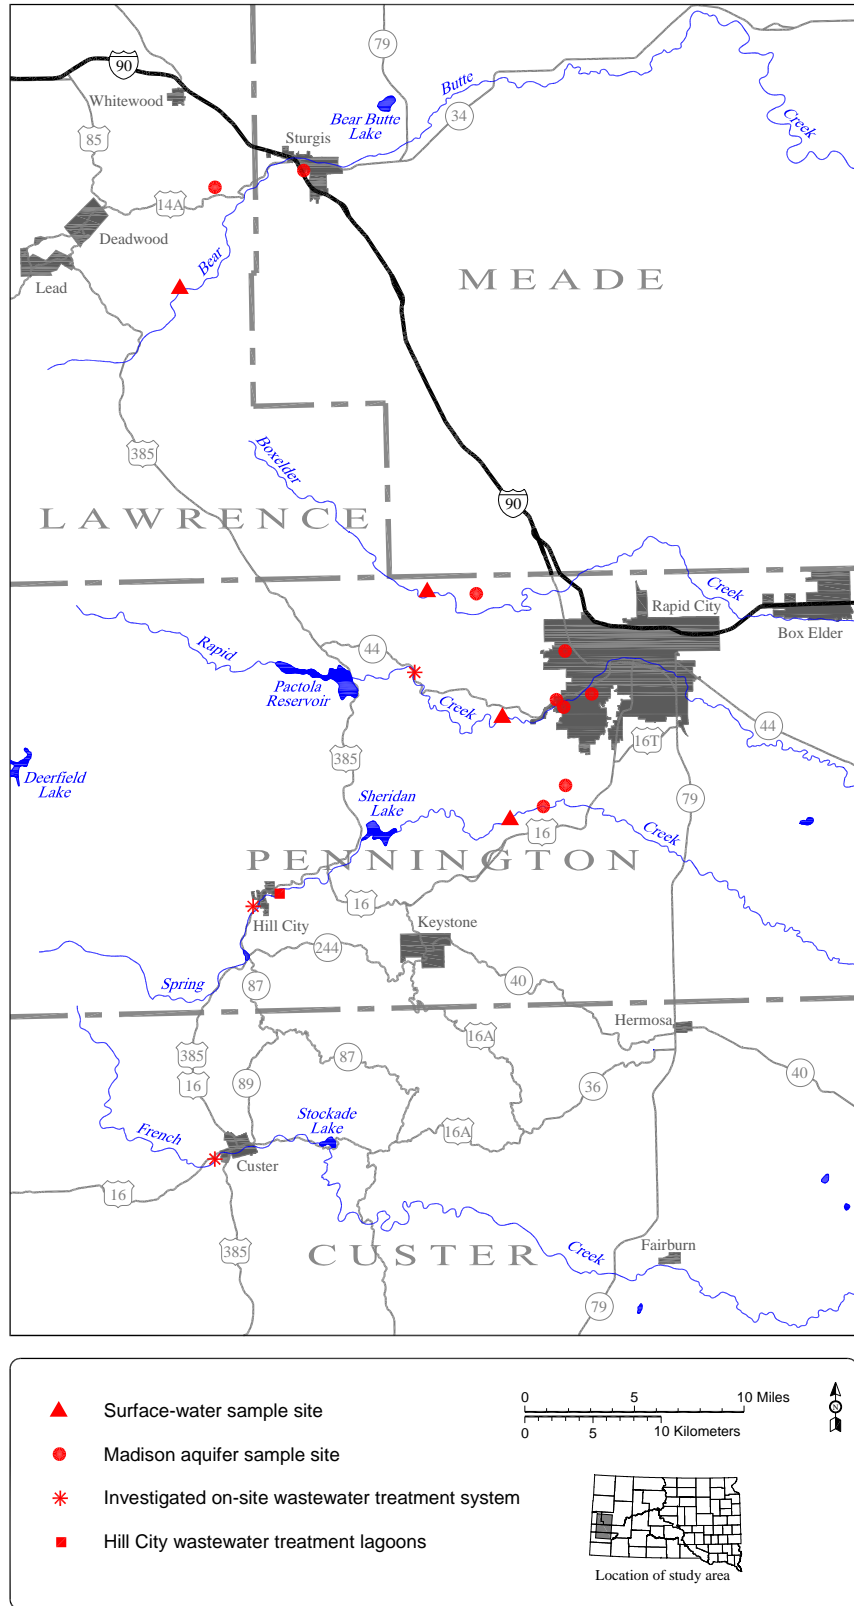 79
90
Butte
Whitewood
Bear Butte
Lake
34
Creek
85
Sturgis
14A
Deadwood
Bear
Lead
MEADE
Boxelder
385
90
LAWRENCE
Creek
Rapid City
Box Elder
Rapid
44
Pactola
Reservoir
Creek
44
16T
385
Deerfield
Lake
Sheridan
Lake
79
16
Creek
PENNINGTON
16
Hill City
Keystone
244
Spring
87
40
Hermosa
385
16A
87
40
16
89
36
Stockade
Lake
French
16A
Custer
16
385
CUSTER
Creek
Fairburn
79
Surface-water sample site
Madison aquifer sample site
Investigated on-site wastewater treatment system
Hill City wastewater treatment lagoons
0 5 10 Miles
0 5 10 Kilometers
N
Location of study area